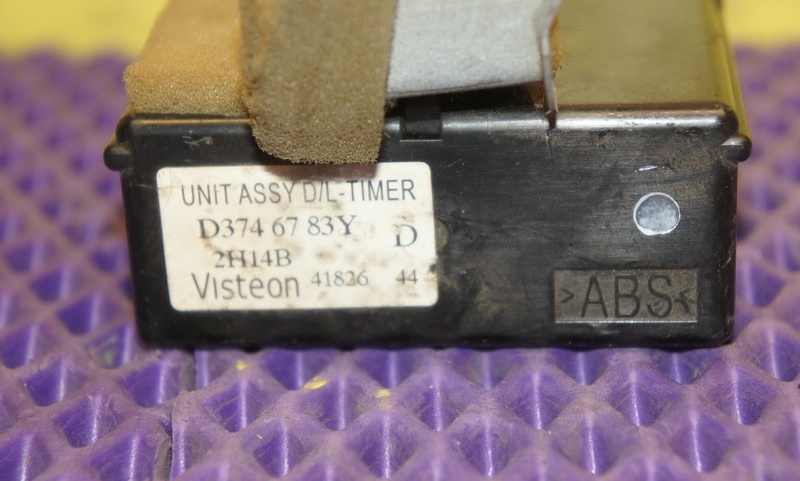 UNIT ASSY D/L-TIMER
D374 67 83Y D
2H14B
Visteon 41826 44
>ABS<